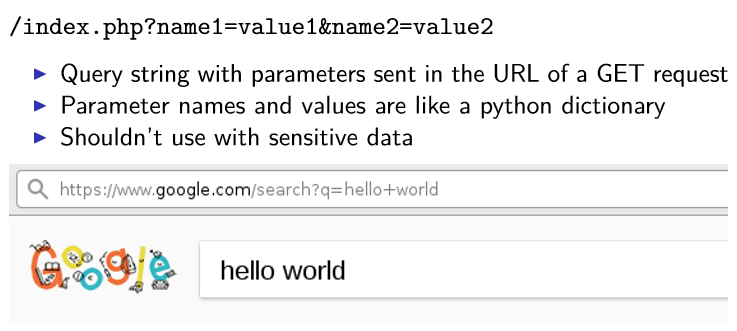 /index.php?name1=value1&name2=value2
Query string with parameters sent in the URL of a GET request
Parameter names and values are like a python dictionary
Shouldn't use with sensitive data
https://www.google.com/search?q=hello+world
Google
hello world